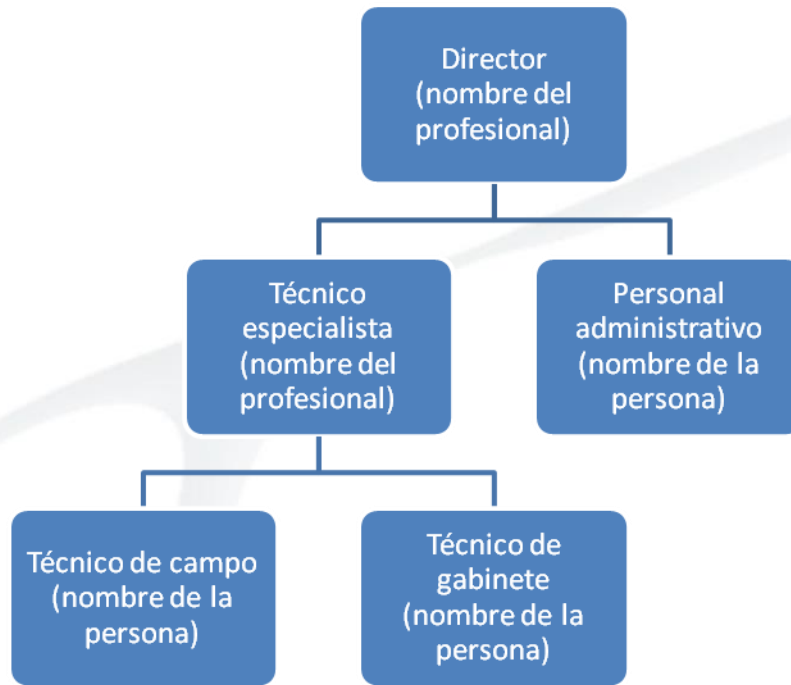 Director
(nombre del
profesional)
Técnico
especialista
(nombre del
profesional)
Personal
administrativo
(nombre de la
persona)
Técnico de campo
(nombre de la
persona)
Técnico de
gabinete
(nombre de la
persona)